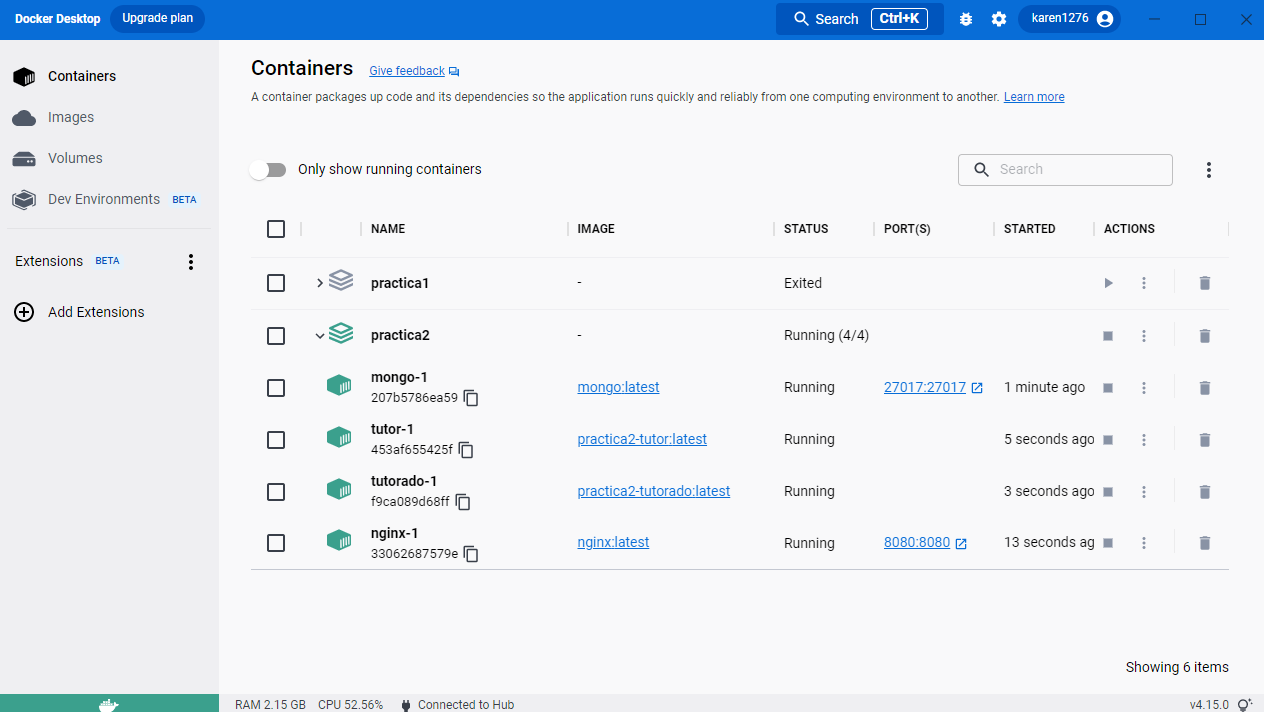 Docker Desktop Upgrade plan Search Ctrl+K karen1276
Containers
Images
Volumes
Dev Environments BETA
Extensions BETA
Add Extensions
Containers Give feedback
A container packages up code and its dependencies so the application runs quickly and reliably from one computing environment to another. Learn more
Only show running containers Search
NAME IMAGE STATUS PORT(S) STARTED ACTIONS
practica1 - Exited
practica2 - Running (4/4)
mongo-1
207b5786ea59 mongo:latest Running 27017:27017 1 minute ago
tutor-1
453af655425f practica2-tutor:latest Running 5 seconds ago
tutorado-1
f9ca089d68ff practica2-tutorado:latest Running 3 seconds ago
nginx-1
33062687579e nginx:latest Running 8080:8080 13 seconds ag
Showing 6 items
RAM 2.15 GB CPU 52.56% Connected to Hub v4.15.0